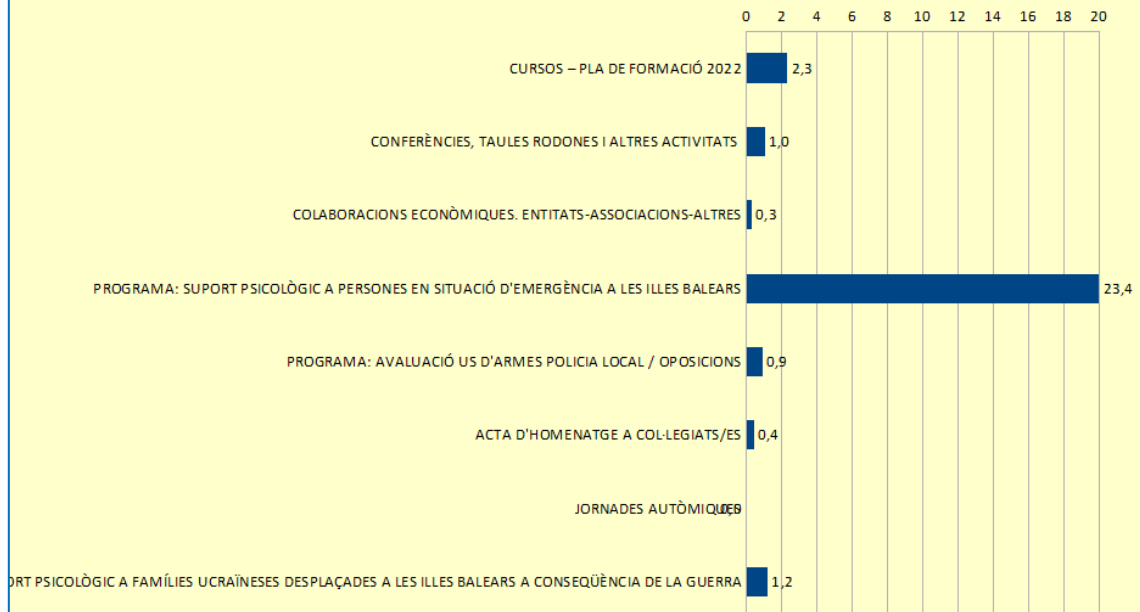 0 2 4 6 8 10 12 14 16 18 20
CURSOS – PLA DE FORMACIÓ 2022 2,3
CONFERÈNCIES, TAULES RODONES I ALTRES ACTIVITATS 1,0
COLABORACIONS ECONÒMIQUES. ENTITATS-ASSOCIACIONS-ALTRES 0,3
PROGRAMA: SUPORT PSICOLÒGIC A PERSONES EN SITUACIÓ D'EMERGÈNCIA A LES ILLES BALEARS 23,4
PROGRAMA: AVALUACIÓ US D'ARMES POLICIA LOCAL / OPOSICIONS 0,9
ACTA D'HOMENATGE A COL·LEGIATS/ES 0,4
JORNADES AUTÒMIQUES
PSICOLÒGIC A FAMÍLIES UCRAÏNESES DESPLAÇADES A LES ILLES BALEARS A CONSEQÜÈNCIA DE LA GUERRA 1,2